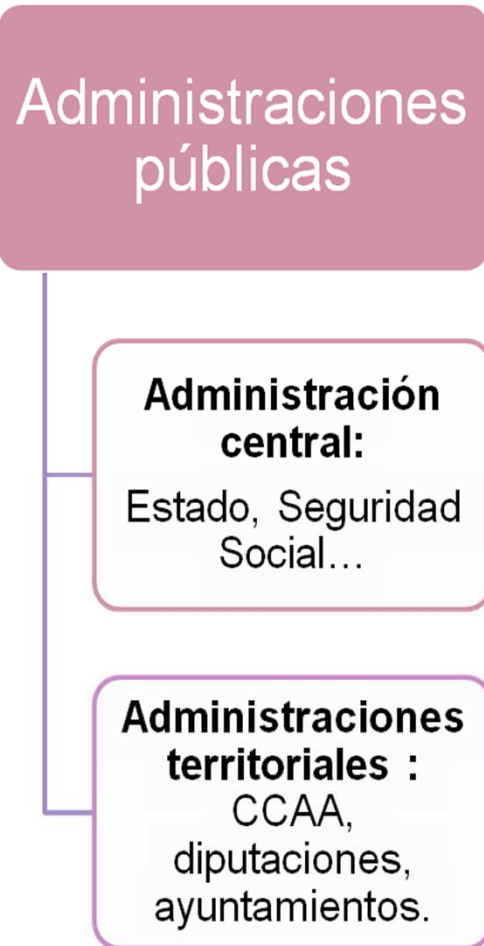 Administraciones
públicas
Administración
central:
Estado, Seguridad
Social...
Administraciones
territoriales :
CCAA,
diputaciones,
ayuntamientos.